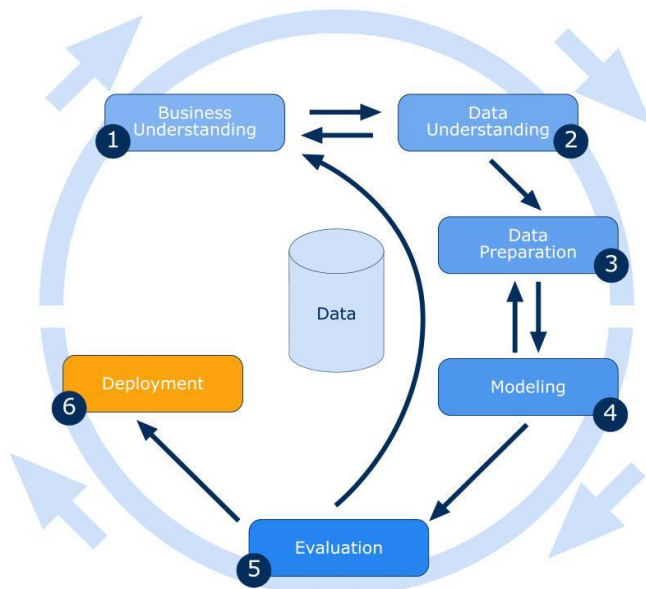 Business
Understanding
1
Data
Understanding
2
Data
Preparation
3
Data
Deployment
6
Modeling
4
Evaluation
5